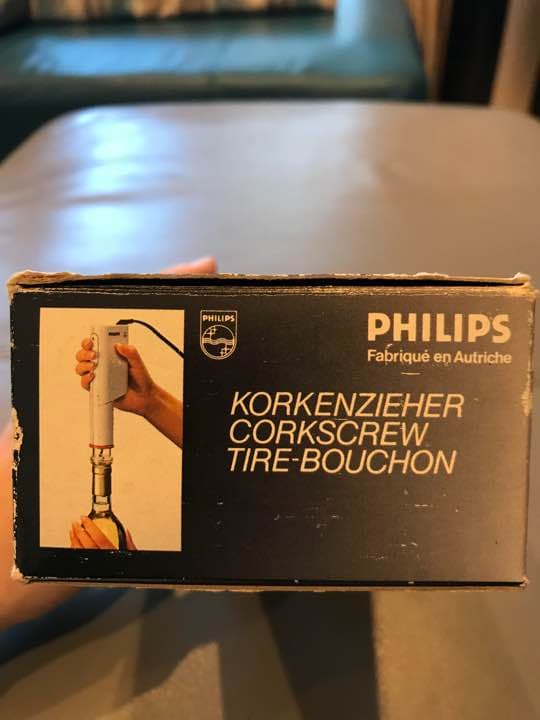 PHILIPS
PHILIPS
Fabriqué en Autriche
KORKENZIEHER
CORKSCREW
TIRE-BOUCHON